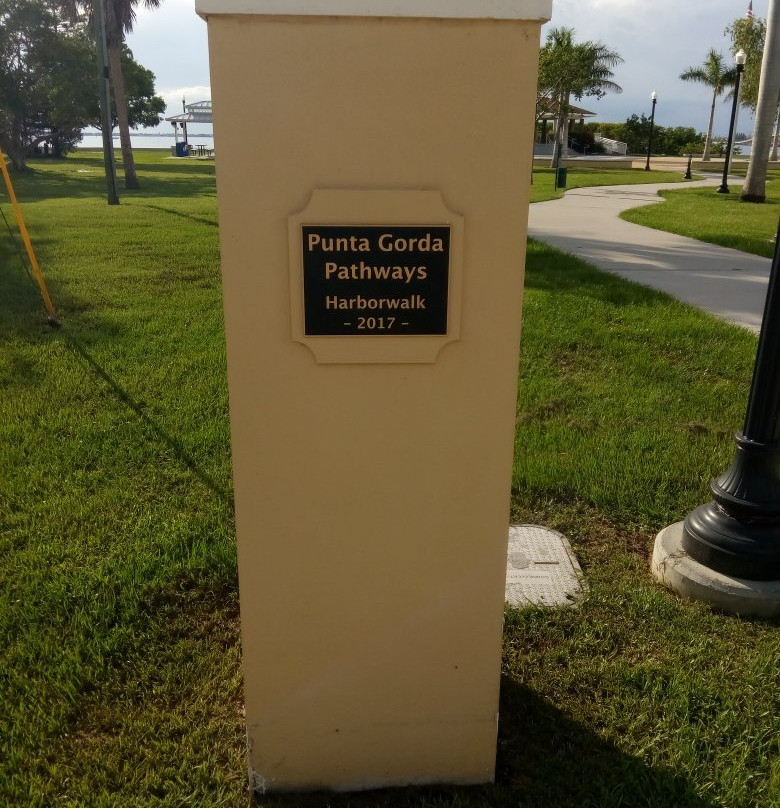 Punta Gorda
Pathways
Harborwalk
- 2017 -